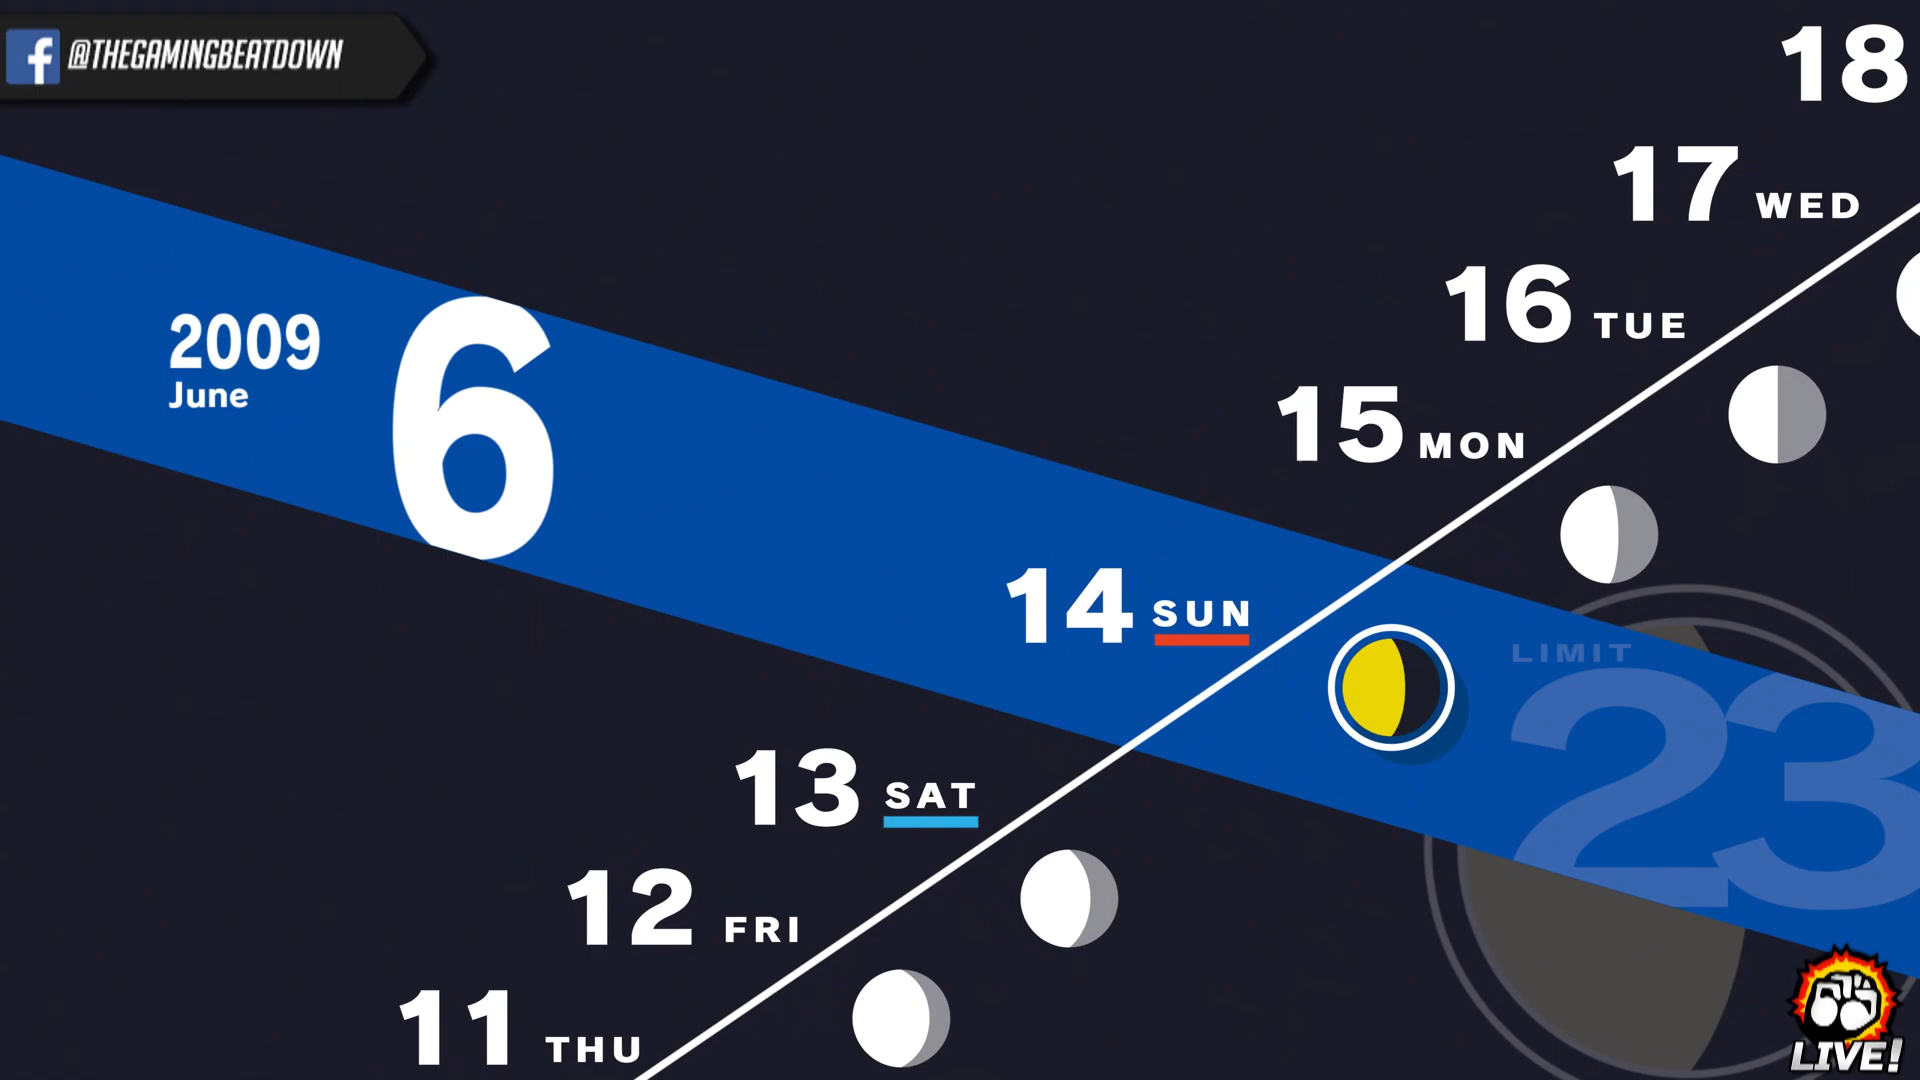 @THEGAMINGBEATDOWN
18
17 WED
16 TUE
2009
June
6
15 MON
14 SUN
LIMIT
23
13 SAT
12 FRI
11 THU
LIVE!